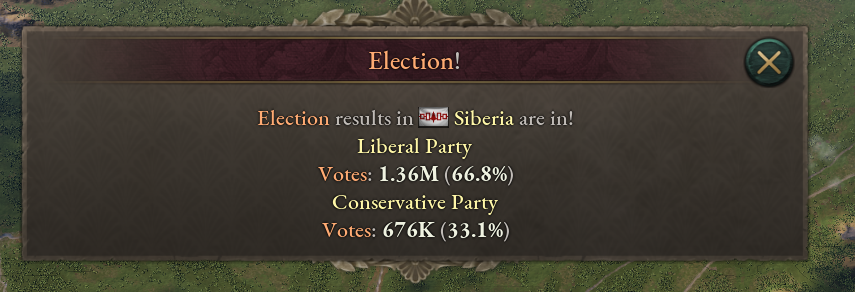 Election!
Election results in Siberia are in!
Liberal Party
Votes: 1.36M (66.8%)
Conservative Party
Votes: 676K (33.1%)